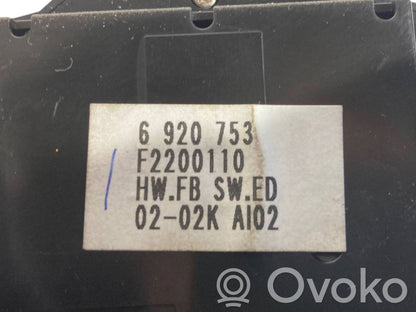 6 920 753
F2200110
HW.FB SW.ED
02-02K AI02
Ovoko